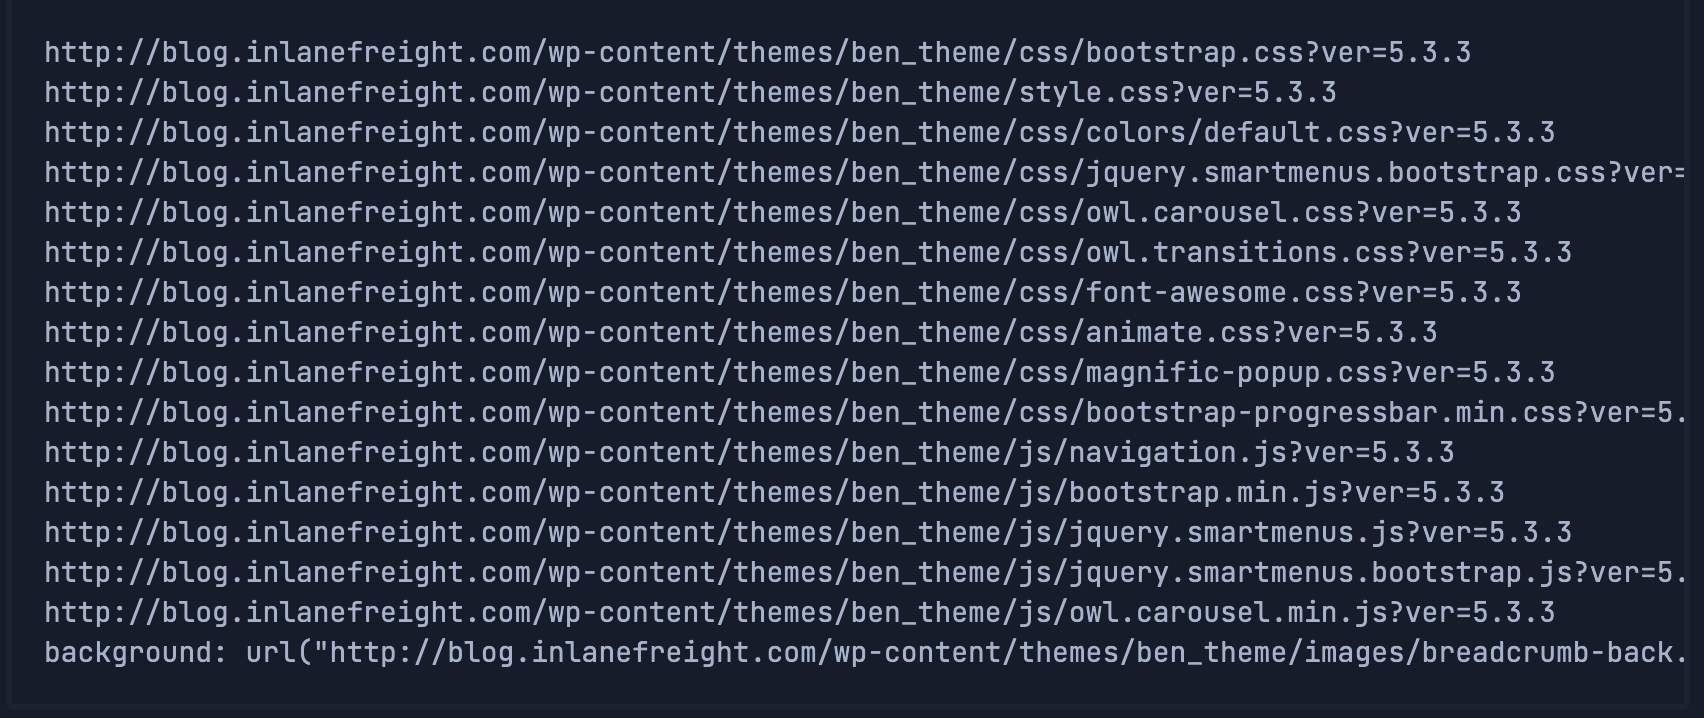 http://blog.inlanefreight.com/wp-content/themes/ben_theme/css/bootstrap.css?ver=5.3.3
http://blog.inlanefreight.com/wp-content/themes/ben_theme/style.css?ver=5.3.3
http://blog.inlanefreight.com/wp-content/themes/ben_theme/css/colors/default.css?ver=5.3.3
http://blog.inlanefreight.com/wp-content/themes/ben_theme/css/jquery.smartmenus.bootstrap.css?ver=
http://blog.inlanefreight.com/wp-content/themes/ben_theme/css/owl.carousel.css?ver=5.3.3
http://blog.inlanefreight.com/wp-content/themes/ben_theme/css/owl.transitions.css?ver=5.3.3
http://blog.inlanefreight.com/wp-content/themes/ben_theme/css/font-awesome.css?ver=5.3.3
http://blog.inlanefreight.com/wp-content/themes/ben_theme/css/animate.css?ver=5.3.3
http://blog.inlanefreight.com/wp-content/themes/ben_theme/css/magnific-popup.css?ver=5.3.3
http://blog.inlanefreight.com/wp-content/themes/ben_theme/css/bootstrap-progressbar.min.css?ver=5.
http://blog.inlanefreight.com/wp-content/themes/ben_theme/js/navigation.js?ver=5.3.3
http://blog.inlanefreight.com/wp-content/themes/ben_theme/js/bootstrap.min.js?ver=5.3.3
http://blog.inlanefreight.com/wp-content/themes/ben_theme/js/jquery.smartmenus.js?ver=5.3.3
http://blog.inlanefreight.com/wp-content/themes/ben_theme/js/jquery.smartmenus.bootstrap.js?ver=5.
http://blog.inlanefreight.com/wp-content/themes/ben_theme/js/owl.carousel.min.js?ver=5.3.3
background: url("http://blog.inlanefreight.com/wp-content/themes/ben_theme/images/breadcrumb-back.